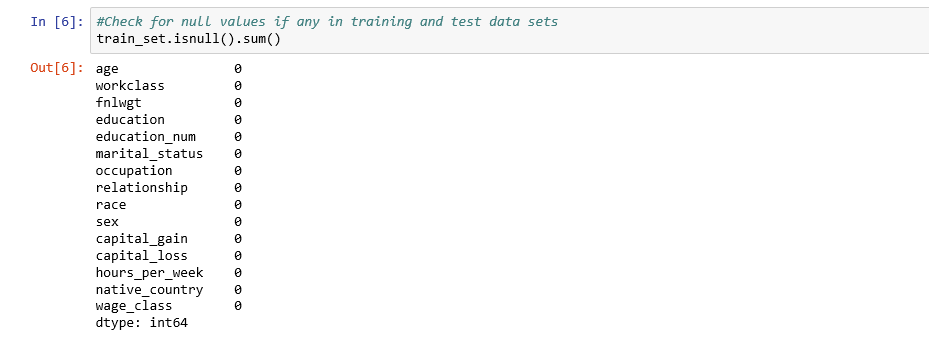 In [6]: #Check for null values if any in training and test data sets
train_set.isnull().sum()
Out[6]: age 0
workclass 0
fnlwgt 0
education 0
education_num 0
marital_status 0
occupation 0
relationship 0
race 0
sex 0
capital_gain 0
capital_loss 0
hours_per_week 0
native_country 0
wage_class 0
dtype: int64